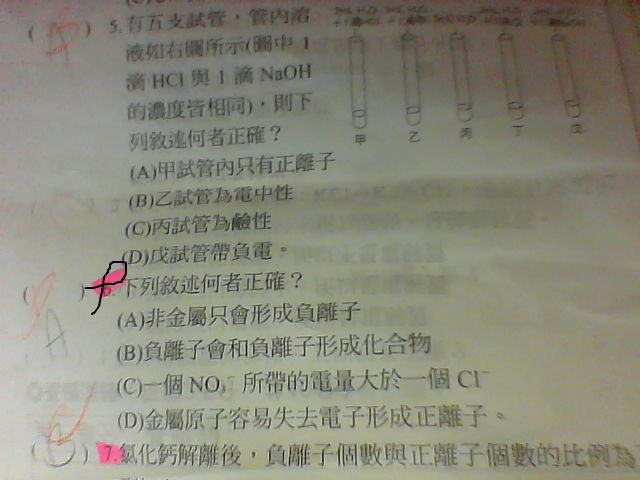 5.有五支試管，管內溶
液如右圖所示(圖中 1
滴 HCl 與 1 滴 NaOH
的濃度皆相同)，則下
列敘述何者正確？
甲 乙 丙 丁 戊
(A)甲試管內只有正離子
(B)乙試管為電中性
(C)丙試管為鹼性
(D)戊試管帶負電。
( ) 6.下列敘述何者正確？
A
(A)非金屬只會形成負離子
(B)負離子會和負離子形成化合物
(C)一個 NO₃⁻ 所帶的電量大於一個 Cl⁻
(D)金屬原子容易失去電子形成正離子。
(B) 7.氯化鈣解離後，負離子個數與正離子個數的比例為